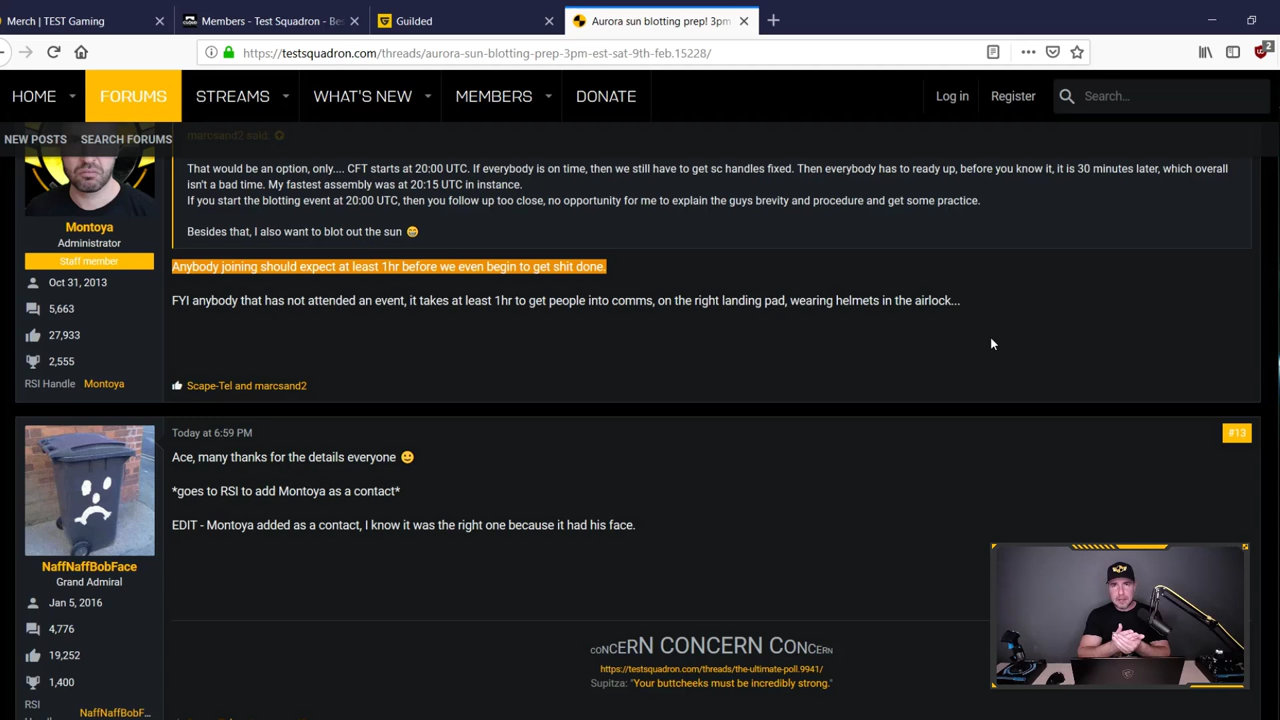 Merch | TEST Gaming
Members - Test Squadron - Bes
Guilded
Aurora sun blotting prep! 3pm
https://testsquadron.com/threads/aurora-sun-blotting-prep-3pm-est-sat-9th-feb.15228/
2
HOME
FORUMS
STREAMS
WHAT'S NEW
MEMBERS
DONATE
Log in
Register
Search...
NEW POSTS
SEARCH FORUMS
marcsand2 said:
That would be an option, only.... CFT starts at 20:00 UTC. If everybody is on time, then we still have to get sc handles fixed. Then everybody has to ready up, before you know it, it is 30 minutes later, which overall
isn't a bad time. My fastest assembly was at 20:15 UTC in instance.
If you start the blotting event at 20:00 UTC, then you follow up too close, no opportunity for me to explain the guys brevity and procedure and get some practice.
Besides that, I also want to blot out the sun
Montoya
Administrator
Staff member
Oct 31, 2013
5,663
27,933
2,555
RSI Handle Montoya
Anybody joining should expect at least 1hr before we even begin to get shit done.
FYI anybody that has not attended an event, it takes at least 1hr to get people into comms, on the right landing pad, wearing helmets in the airlock...
Scape-Tel and marcsand2
Today at 6:59 PM
#13
Ace, many thanks for the details everyone
*goes to RSI to add Montoya as a contact*
EDIT - Montoya added as a contact, I know it was the right one because it had his face.
NaffNaffBobFace
Grand Admiral
Jan 5, 2016
4,776
19,252
1,400
RSI
NaffNaffBobF...
cONCERN CONCERN CONCERN
https://testsquadron.com/threads/the-ultimate-poll.9941/
Supitza: "Your buttcheeks must be incredibly strong."